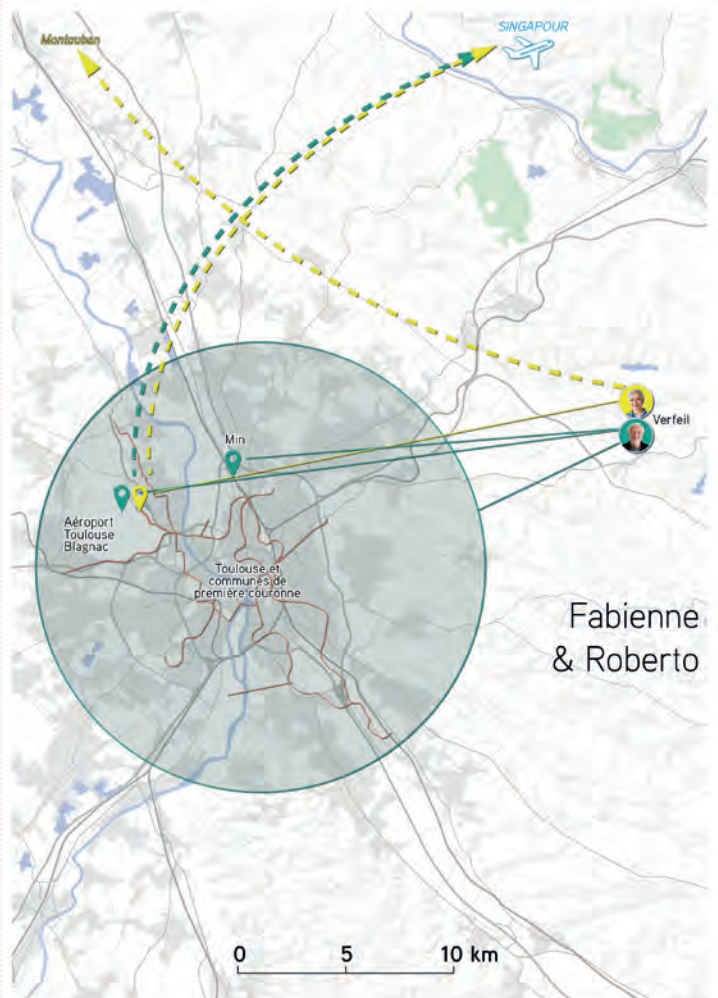 Montauban
SINGAPOUR
Verfeil
Min
Aéroport
Toulouse
Blagnac
Toulouse et
communes de
première couronne
Fabienne
& Roberto
0 5 10 km